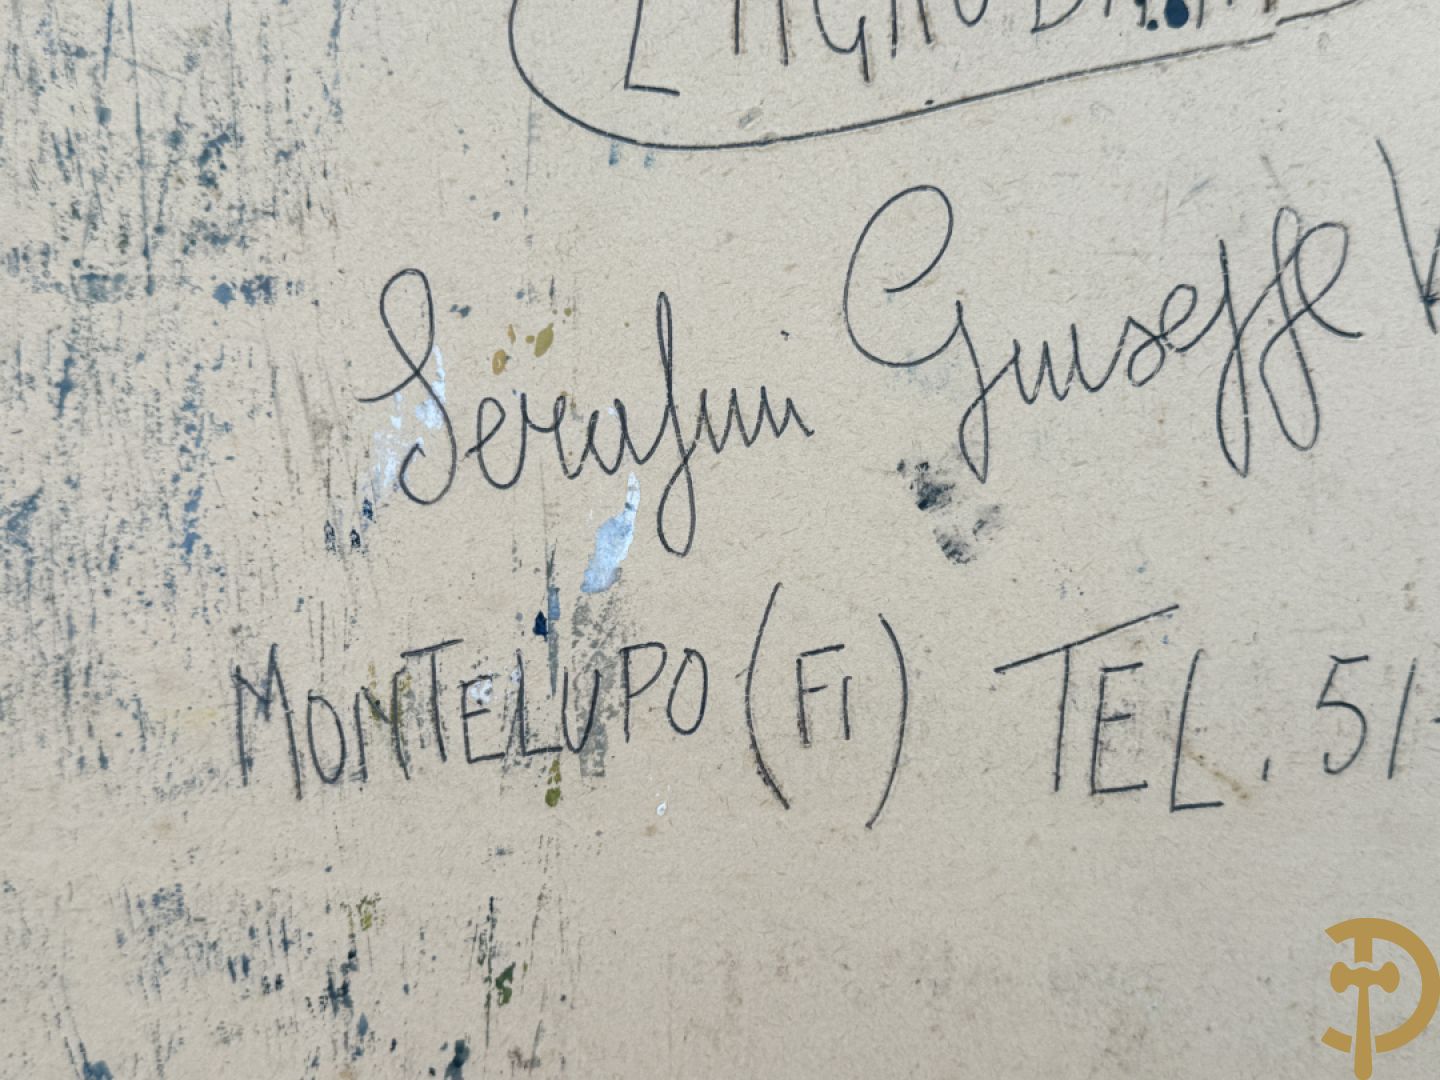 Serafini Giuseppe V
MONTELUPO (FI) TEL. 51-